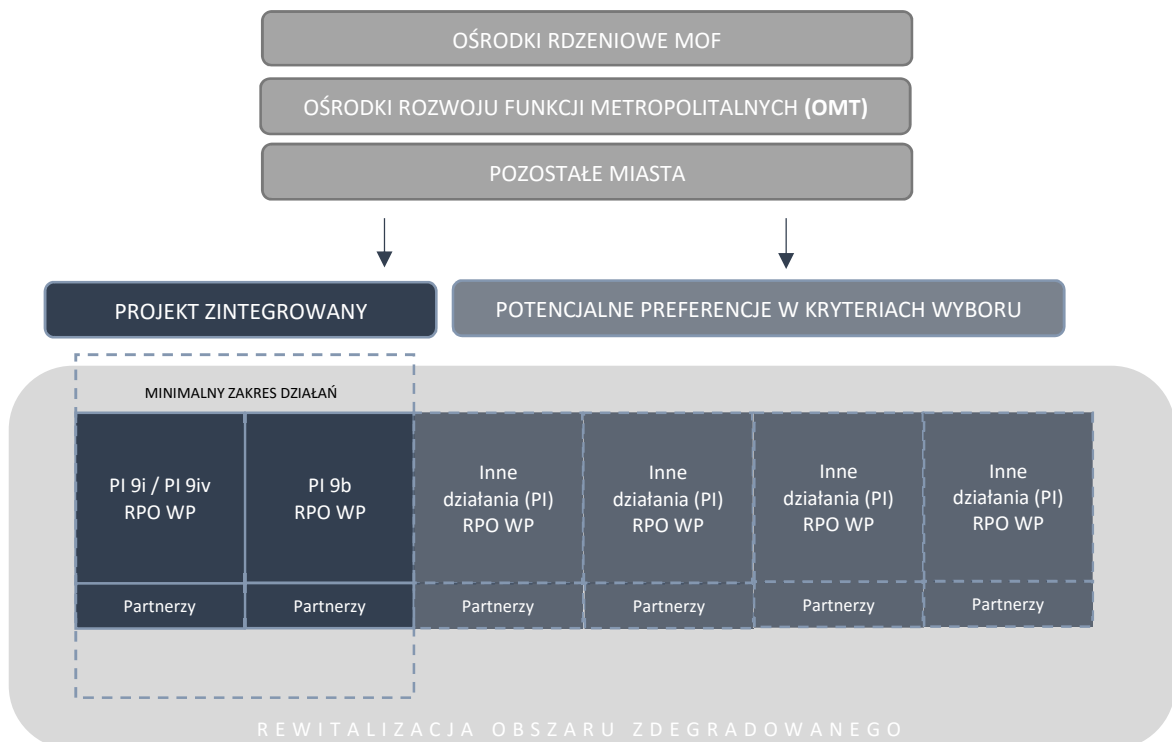 OŚRODKI RDZENIOWE MOF
OŚRODKI ROZWOJU FUNKCJI METROPOLITALNYCH (OMT)
POZOSTAŁE MIASTA
PROJEKT ZINTEGROWANY
POTENCJALNE PREFERENCJE W KRYTERIACH WYBORU
MINIMALNY ZAKRES DZIAŁAŃ
PI 9i / PI 9iv
RPO WP
PI 9b
RPO WP
Inne
działania (PI)
RPO WP
Inne
działania (PI)
RPO WP
Inne
działania (PI)
RPO WP
Inne
działania (PI)
RPO WP
Partnerzy
Partnerzy
Partnerzy
Partnerzy
Partnerzy
Partnerzy
REWITALIZACJA OBSZARU ZDEGRADOWANEGO